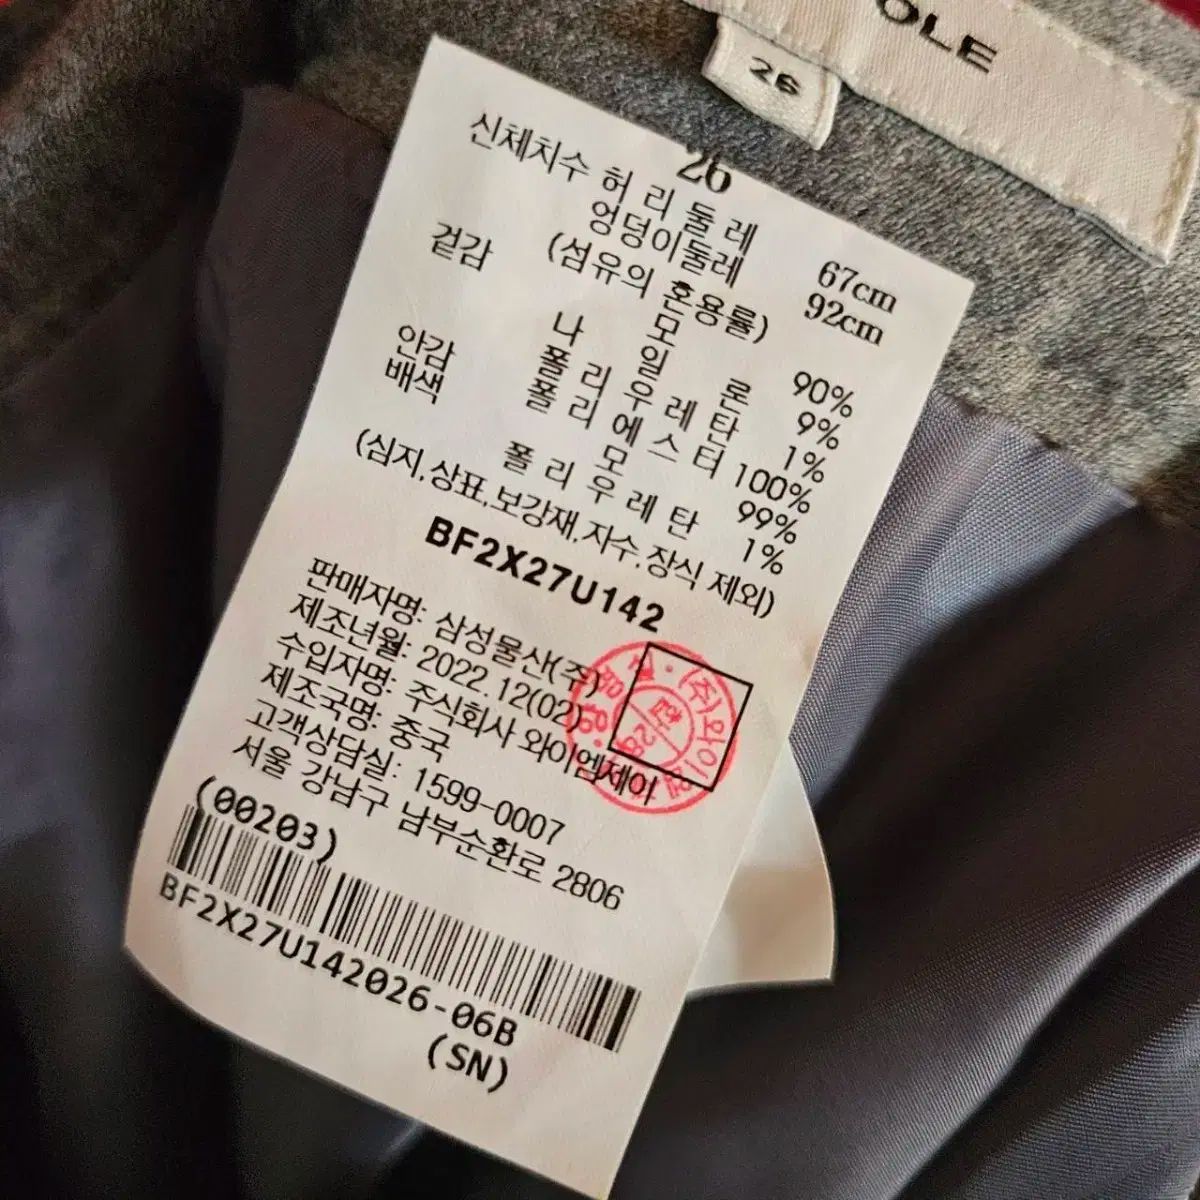 OLE
26
26
신체치수 허리둘레 67cm
엉덩이둘레 92cm
(섬유의 혼용률)
겉감 모 90%
나일론 9%
폴리우레탄 1%
안감 폴리에스터 100%
배색 모 99%
폴리우레탄 1%
(심지,상표,보강재,자수,장식 제외)
BF2X27U142
판매자명: 삼성물산(주)
제조년월: 2022.12(02)
수입자명: 주식회사 와이엠제이
제조국명: 중국
고객상담실: 1599-0007
서울 강남구 남부순환로 2806
(00203)
BF2X27U142026-06B
(SN)